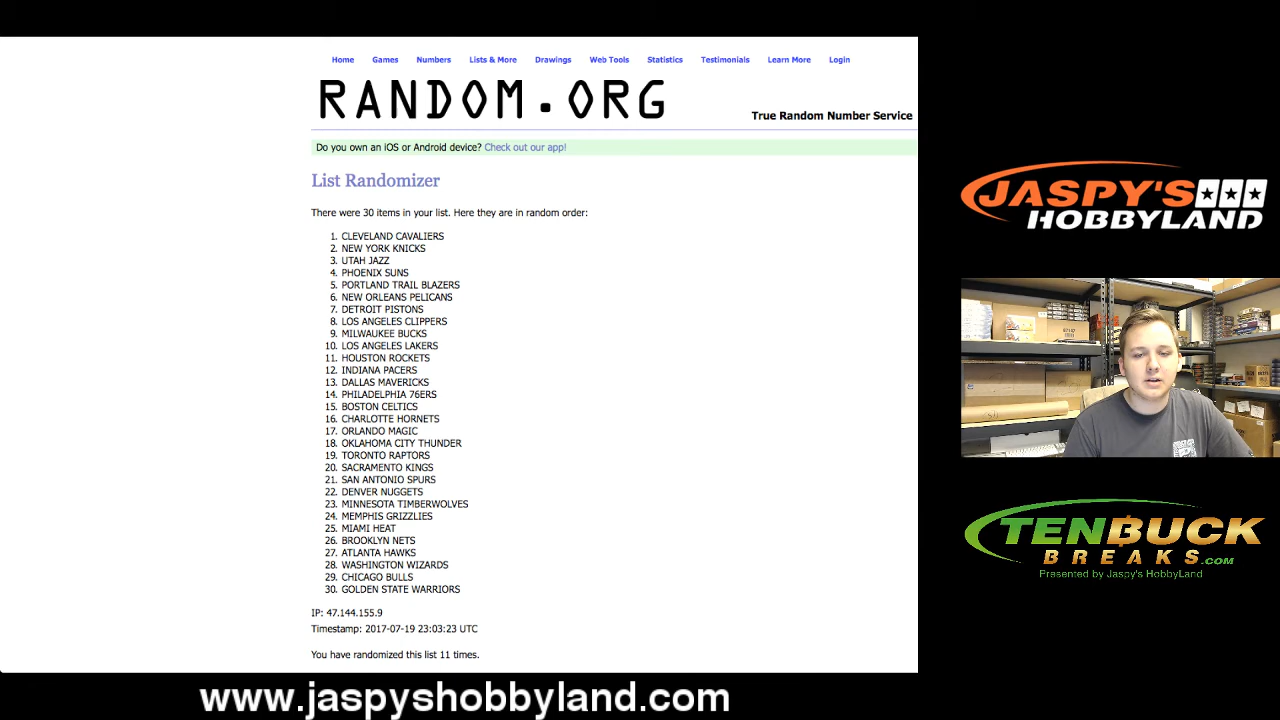 Home Games Numbers Lists & More Drawings Web Tools Statistics Testimonials Learn More Login
RANDOM.ORG
True Random Number Service
Do you own an iOS or Android device? Check out our app!
List Randomizer
There were 30 items in your list. Here they are in random order:
1. CLEVELAND CAVALIERS
2. NEW YORK KNICKS
3. UTAH JAZZ
4. PHOENIX SUNS
5. PORTLAND TRAIL BLAZERS
6. NEW ORLEANS PELICANS
7. DETROIT PISTONS
8. LOS ANGELES CLIPPERS
9. MILWAUKEE BUCKS
10. LOS ANGELES LAKERS
11. HOUSTON ROCKETS
12. INDIANA PACERS
13. DALLAS MAVERICKS
14. PHILADELPHIA 76ERS
15. BOSTON CELTICS
16. CHARLOTTE HORNETS
17. ORLANDO MAGIC
18. OKLAHOMA CITY THUNDER
19. TORONTO RAPTORS
20. SACRAMENTO KINGS
21. SAN ANTONIO SPURS
22. DENVER NUGGETS
23. MINNESOTA TIMBERWOLVES
24. MEMPHIS GRIZZLIES
25. MIAMI HEAT
26. BROOKLYN NETS
27. ATLANTA HAWKS
28. WASHINGTON WIZARDS
29. CHICAGO BULLS
30. GOLDEN STATE WARRIORS
IP: 47.144.155.9
Timestamp: 2017-07-19 23:03:23 UTC
You have randomized this list 11 times.
JASPY'S
HOBBYLAND
TENBUCK
BREAKS.COM
Presented by Jaspy's HobbyLand
www.jaspyshobbyland.com